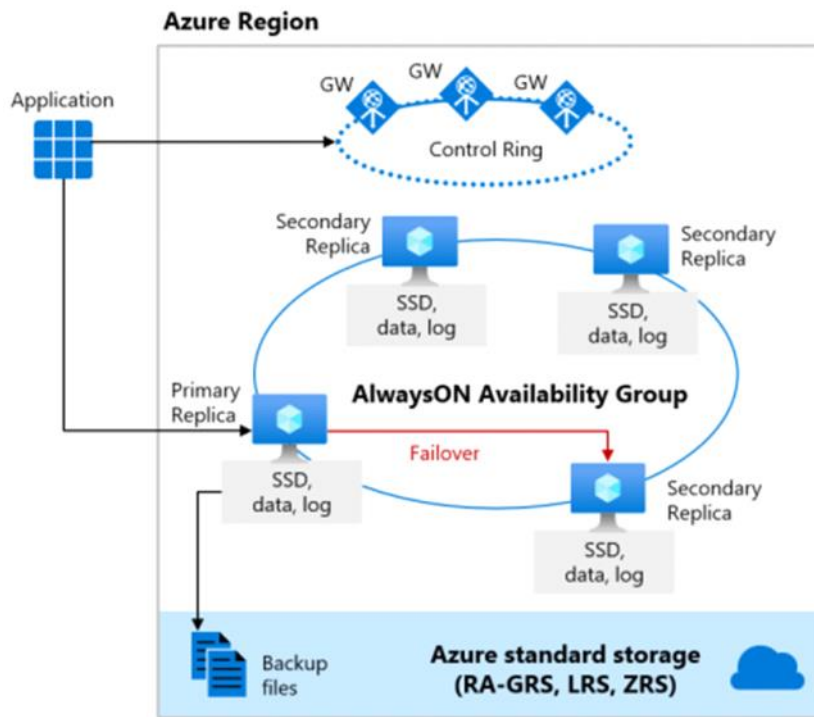 Azure Region
Application
GW
GW
GW
Control Ring
Secondary
Replica
SSD,
data, log
Secondary
Replica
SSD,
data, log
Primary
Replica
SSD,
data, log
AlwaysON Availability Group
Failover
Secondary
Replica
SSD,
data, log
Backup
files
Azure standard storage
(RA-GRS, LRS, ZRS)